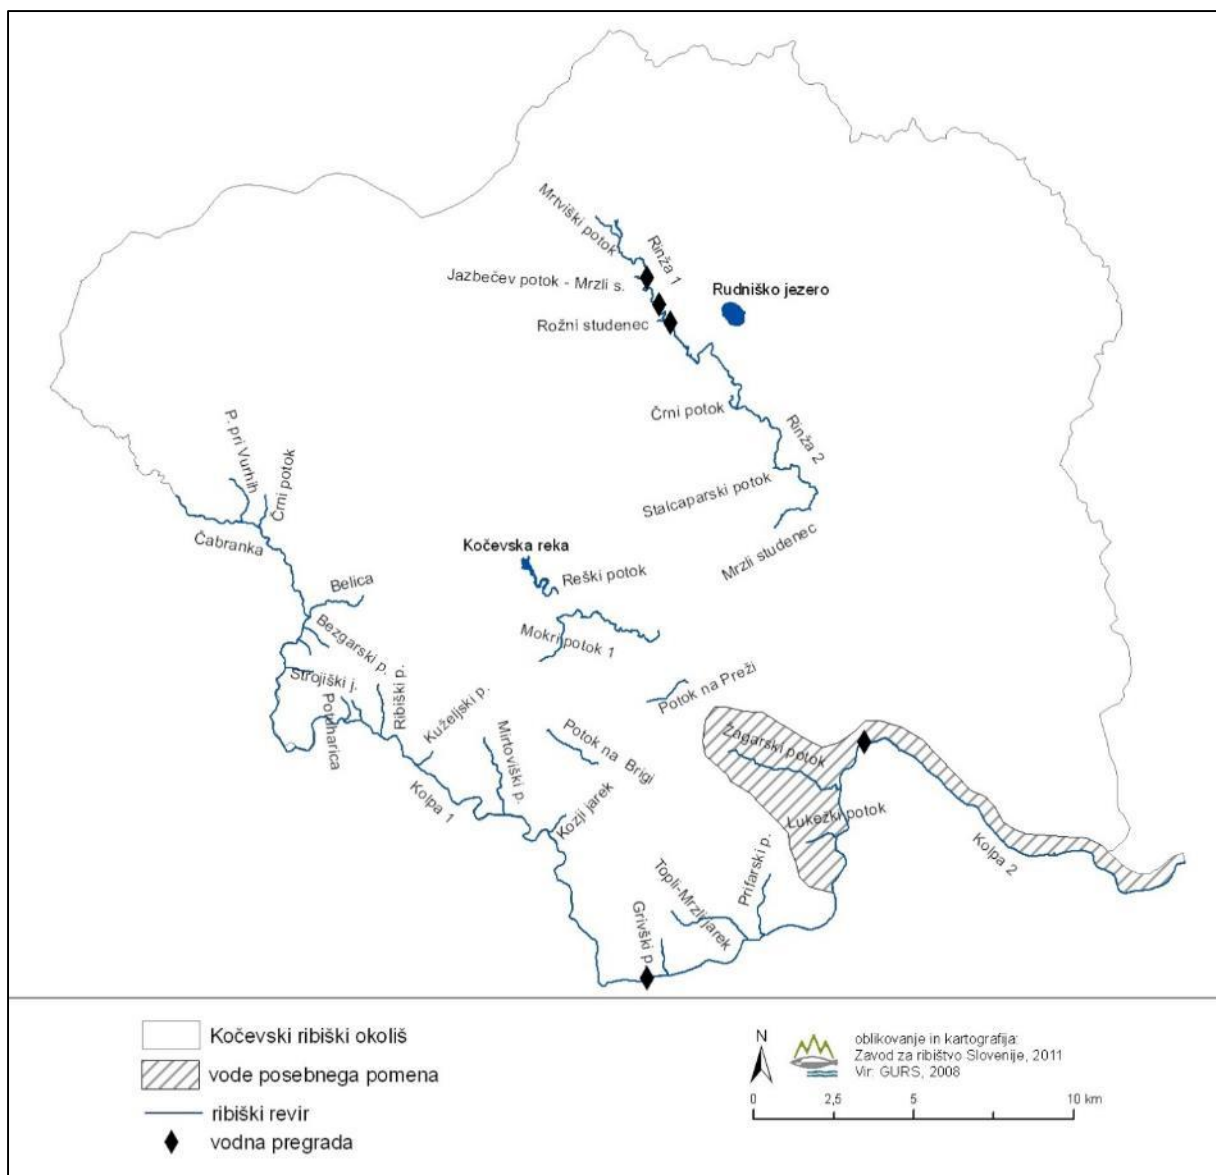 Mrtviški potok
Rinža 1
Jazbečev potok - Mrzli s.
Rudniško jezero
Rožni studenec
Črni potok
Rinža 2
P. pri Vurhih
Črni potok
Stalcaparski potok
Čabranka
Kočevska reka
Mrzli studenec
Reški potok
Belica
Bezgarski p.
Mokri potok 1
Strojiški j.
Potuharica
Ribiški p.
Kuželjski p.
Potok na Preži
Mirtoviški p.
Potok na Brigi
Žagarski potok
Kolpa 1
Kozji jarek
Lukežki potok
Kolpa 2
Prifarski p.
Topli-Mrzli jarek
Grivški p.
Kočevski ribiški okoliš
vode posebnega pomena
ribiški revir
vodna pregrada
N
oblikovanje in kartografija:
Zavod za ribištvo Slovenije, 2011
Vir: GURS, 2008
0 2,5 5 10 km